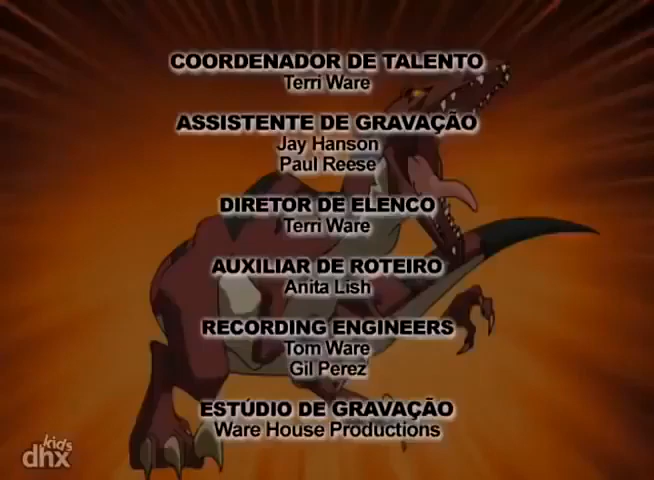 COORDENADOR DE TALENTO
Terri Ware
ASSISTENTE DE GRAVAÇÃO
Jay Hanson
Paul Reese
DIRETOR DE ELENCO
Terri Ware
AUXILIAR DE ROTEIRO
Anita Lish
RECORDING ENGINEERS
Tom Ware
Gil Perez
ESTÚDIO DE GRAVAÇÃO
Ware House Productions
kids
dhx